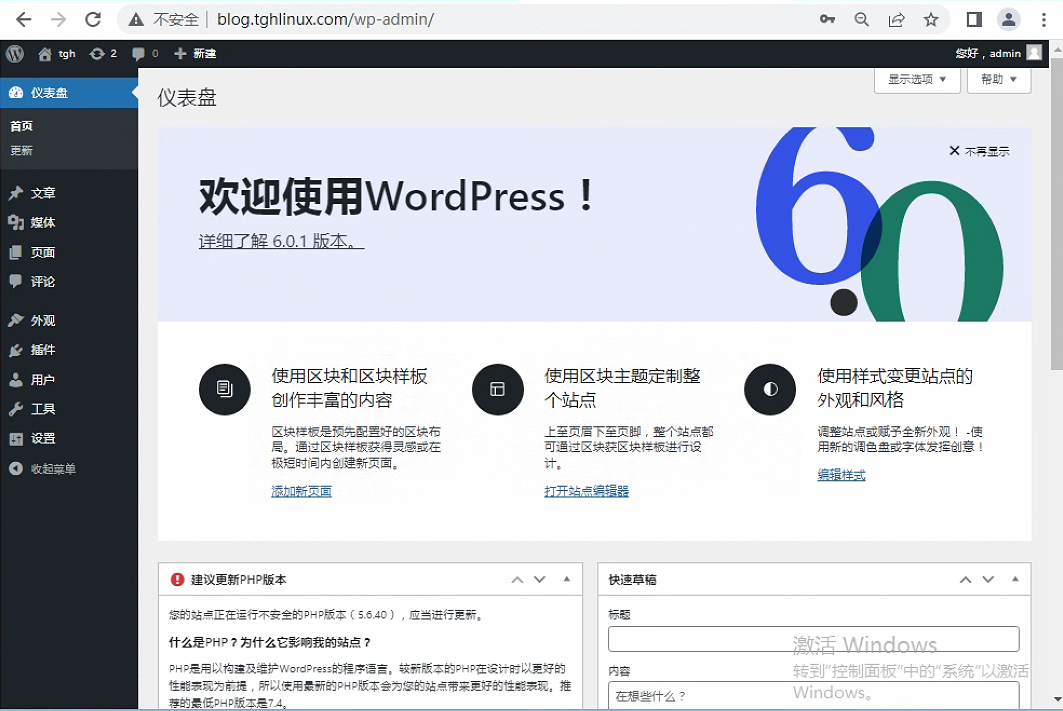 不安全 blog.tghlinux.com/wp-admin/
tgh 2 0 新建 您好，admin
仪表盘
首页
更新
文章
媒体
页面
评论
外观
插件
用户
工具
设置
收起菜单
显示选项 帮助
仪表盘
不再显示
欢迎使用WordPress！
详细了解 6.0.1 版本。
6.0
使用区块和区块样板
创作丰富的内容
区块样板是预先配置好的区块布
局。通过区块样板获得灵感或在
极短时间内创建新页面。
添加新页面
使用区块主题定制整
个站点
上至页眉下至页脚，整个站点都
可通过区块获区块样板进行设
计。
打开站点编辑器
使用样式变更站点的
外观和风格
调整站点或赋予全新外观！ -使
用新的调色盘或字体发挥创意！
编辑样式
建议更新PHP版本
您的站点正在运行不安全的PHP版本（5.6.40），应当进行更新。
什么是PHP？为什么它影响我的站点？
PHP是用以构建及维护WordPress的程序语言。较新版本的PHP在设计时以更好的
性能表现为前提，所以使用最新的PHP版本会为您的站点带来更好的性能表现。推
荐的最低PHP版本是7.4。
快速草稿
标题
内容
在想些什么？
激活 Windows
转到"控制面板"中的"系统"以激活
Windows。